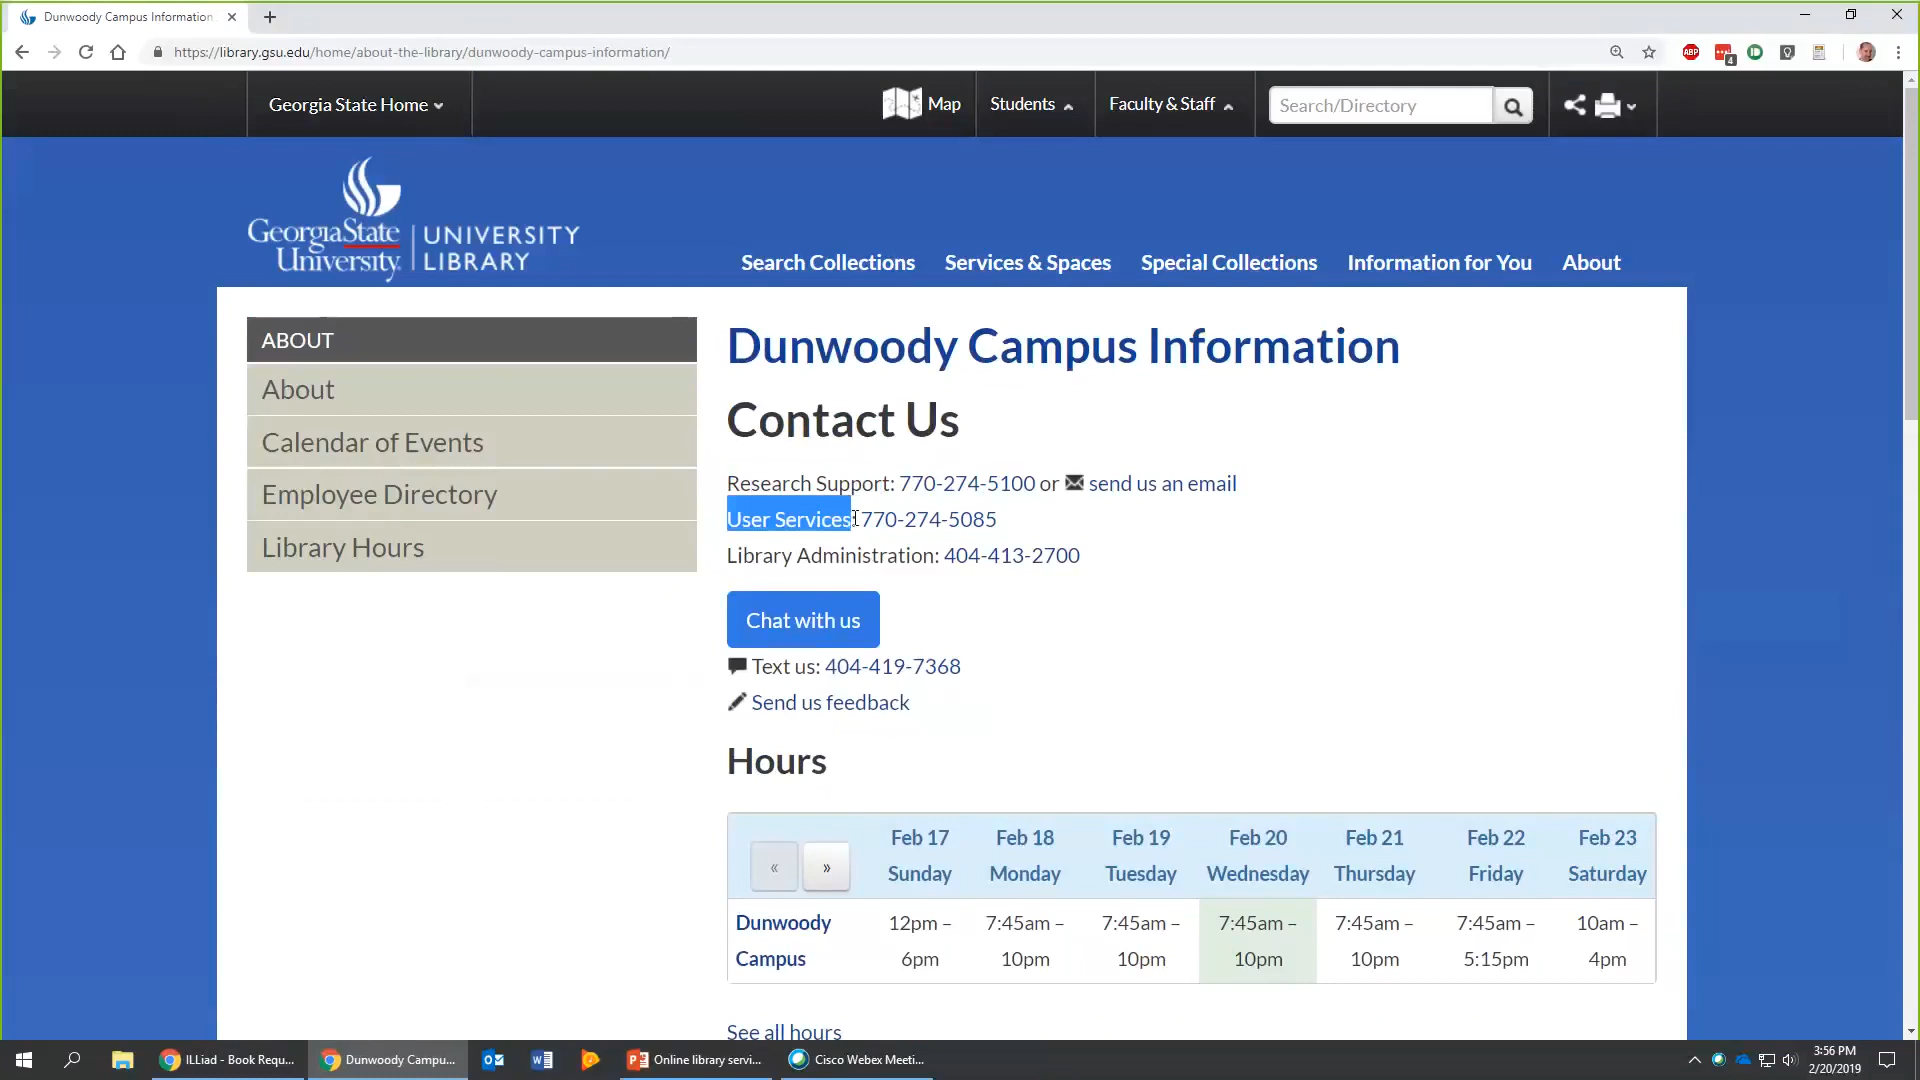 Dunwoody Campus Information
https://library.gsu.edu/home/about-the-library/dunwoody-campus-information/
ABP
4
Georgia State Home
Map
Students
Faculty & Staff
Search/Directory
GeorgiaState
University
UNIVERSITY
LIBRARY
Search Collections
Services & Spaces
Special Collections
Information for You
About
ABOUT
About
Calendar of Events
Employee Directory
Library Hours
Dunwoody Campus Information
Contact Us
Research Support: 770-274-5100 or send us an email
User Services: 770-274-5085
Library Administration: 404-413-2700
Chat with us
Text us: 404-419-7368
Send us feedback
Hours
« » Feb 17 Feb 18 Feb 19 Feb 20 Feb 21 Feb 22 Feb 23
Sunday Monday Tuesday Wednesday Thursday Friday Saturday
Dunwoody 12pm – 7:45am – 7:45am – 7:45am – 7:45am – 7:45am – 10am –
Campus 6pm 10pm 10pm 10pm 10pm 5:15pm 4pm
See all hours
ILLiad - Book Requ...
Dunwoody Campu...
Online library servi...
Cisco Webex Meeti...
3:56 PM
2/20/2019